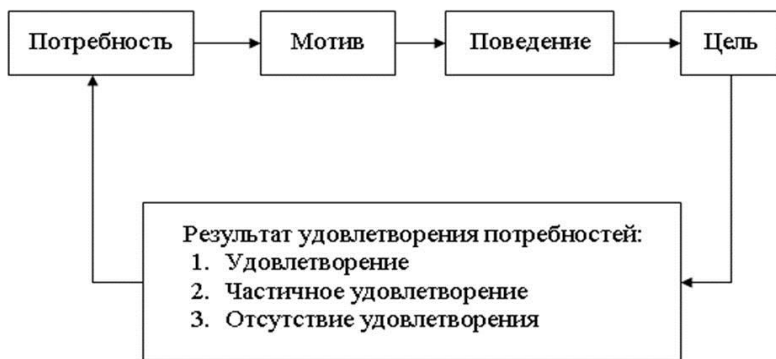 Потребность
Мотив
Поведение
Цель
Результат удовлетворения потребностей:
1. Удовлетворение
2. Частичное удовлетворение
3. Отсутствие удовлетворения